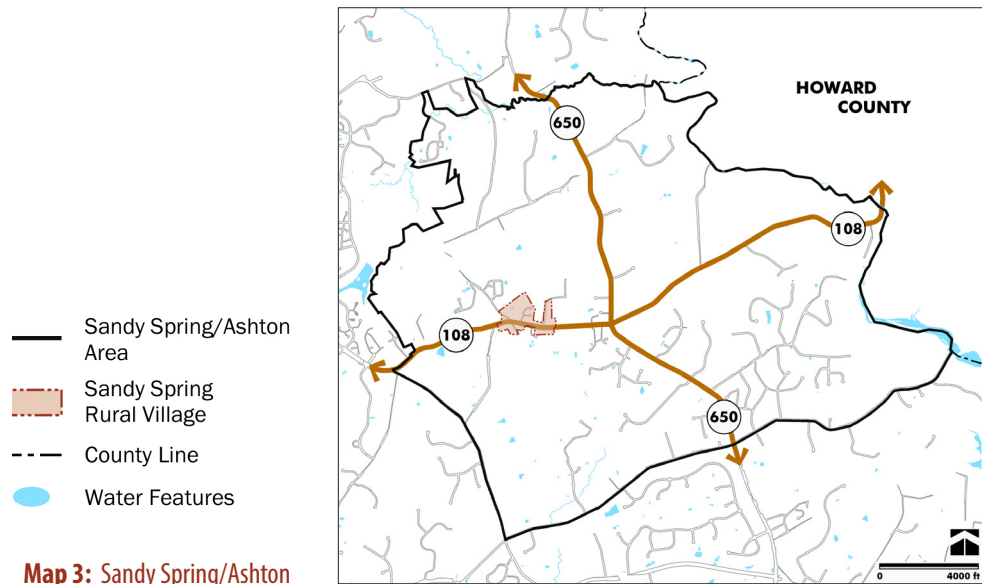 HOWARD
COUNTY
650
108
108
650
Sandy Spring/Ashton
Area
Sandy Spring
Rural Village
County Line
Water Features
Map 3: Sandy Spring/Ashton
0 4000 ft